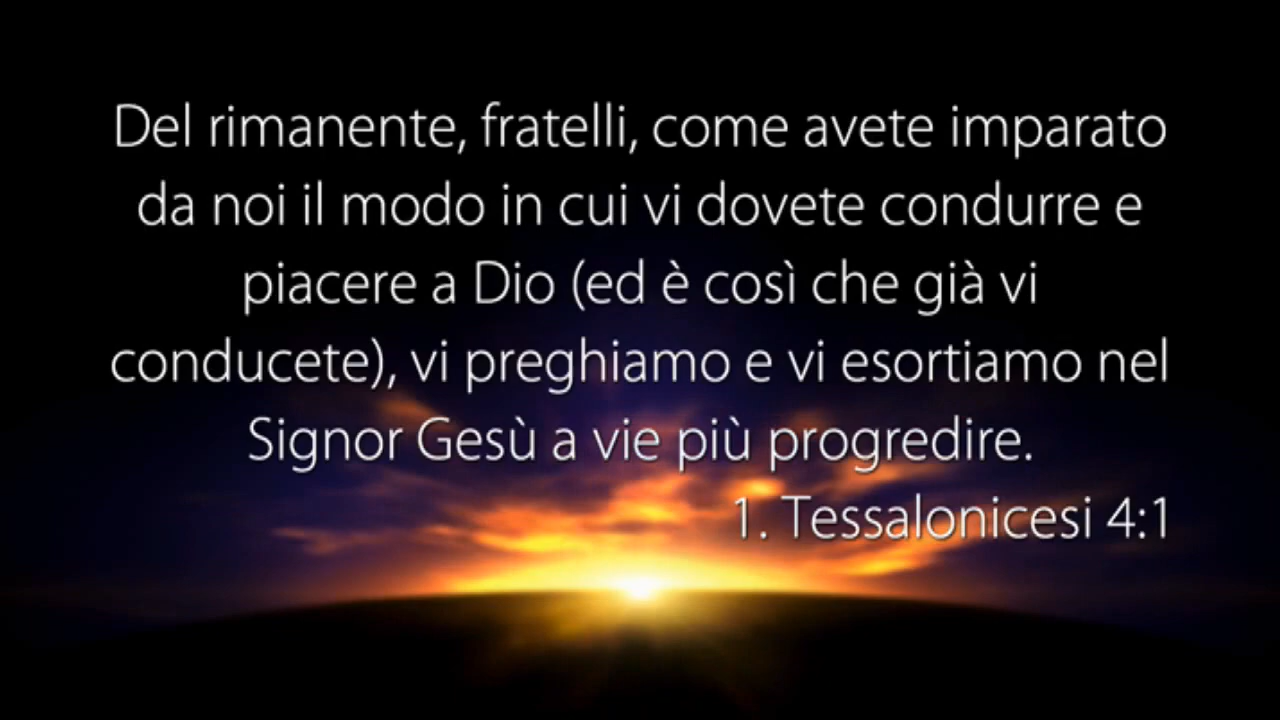 Del rimanente, fratelli, come avete imparato
da noi il modo in cui vi dovete condurre e
piacere a Dio (ed è così che già vi
conducete), vi preghiamo e vi esortiamo nel
Signor Gesù a vie più progredire.
1. Tessalonicesi 4:1